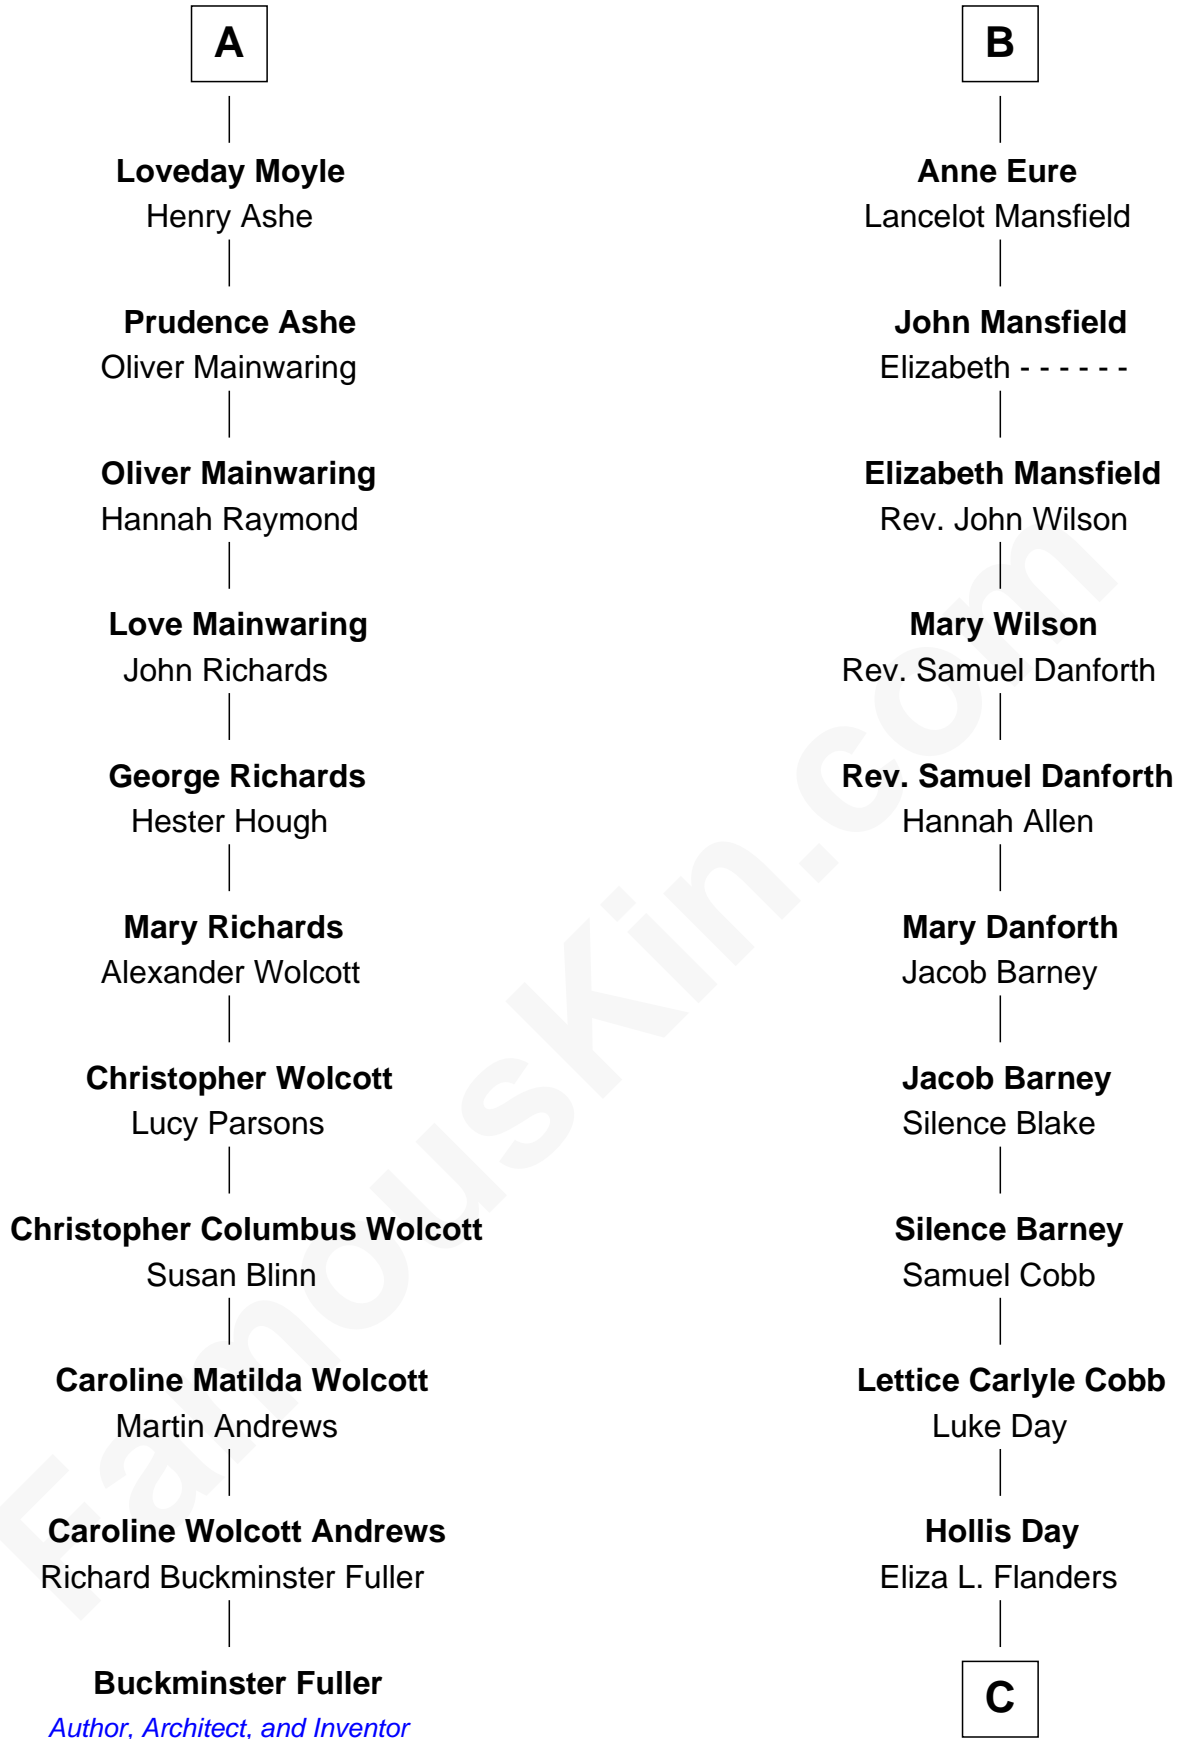 A
Loveday Moyle
Henry Ashe
Prudence Ashe
Oliver Mainwaring
Oliver Mainwaring
Hannah Raymond
Love Mainwaring
John Richards
George Richards
Hester Hough
Mary Richards
Alexander Wolcott
Christopher Wolcott
Lucy Parsons
Christopher Columbus Wolcott
Susan Blinn
Caroline Matilda Wolcott
Martin Andrews
Caroline Wolcott Andrews
Richard Buckminster Fuller
Buckminster Fuller
Author, Architect, and Inventor
B
Anne Eure
Lancelot Mansfield
John Mansfield
Elizabeth - - - - - -
Elizabeth Mansfield
Rev. John Wilson
Mary Wilson
Rev. Samuel Danforth
Rev. Samuel Danforth
Hannah Allen
Mary Danforth
Jacob Barney
Jacob Barney
Silence Blake
Silence Barney
Samuel Cobb
Lettice Carlyle Cobb
Luke Day
Hollis Day
Eliza L. Flanders
C
FamousKin.com